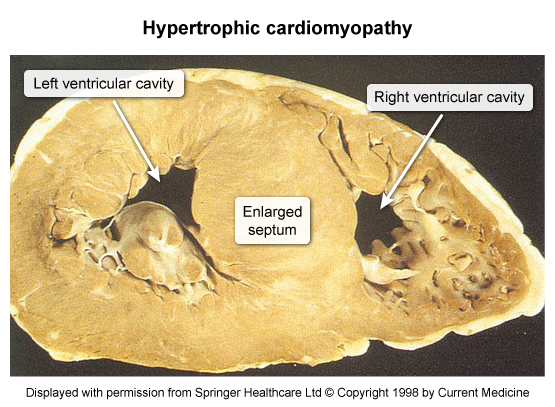 Hypertrophic cardiomyopathy
Left ventricular cavity
Right ventricular cavity
Enlarged
septum
Displayed with permission from Springer Healthcare Ltd © Copyright 1998 by Current Medicine